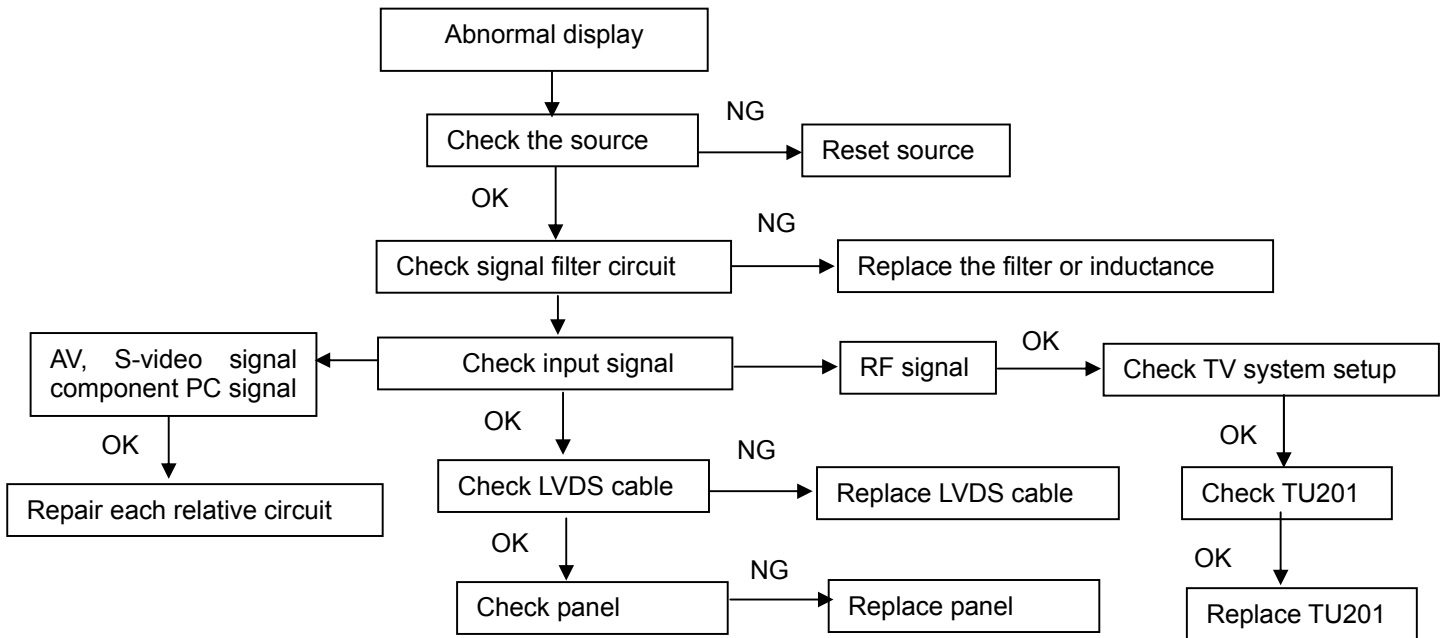 Abnormal display
NG
Check the source
Reset source
OK
NG
Check signal filter circuit
Replace the filter or inductance
AV, S-video signal
component PC signal
Check input signal
RF signal
OK
Check TV system setup
OK
OK
OK
NG
Check LVDS cable
Replace LVDS cable
Check TU201
Repair each relative circuit
OK
OK
NG
Check panel
Replace panel
Replace TU201